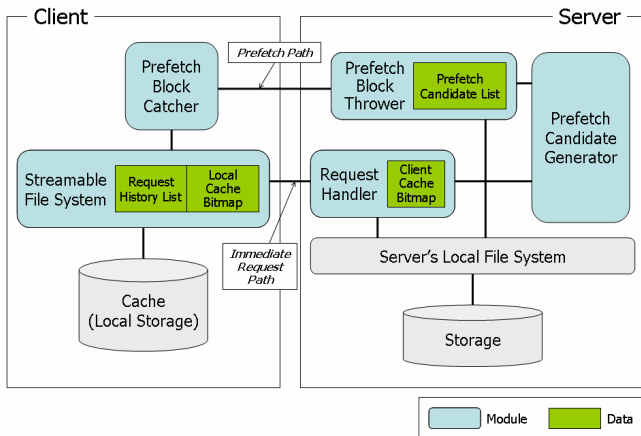 Client
Server
Prefetch Path
Prefetch
Block
Catcher
Prefetch
Block
Thrower
Prefetch
Candidate List
Prefetch
Candidate
Generator
Streamable
File System
Request
History List
Local
Cache
Bitmap
Request
Handler
Client
Cache
Bitmap
Immediate
Request
Path
Server's Local File System
Cache
(Local Storage)
Storage
Module
Data